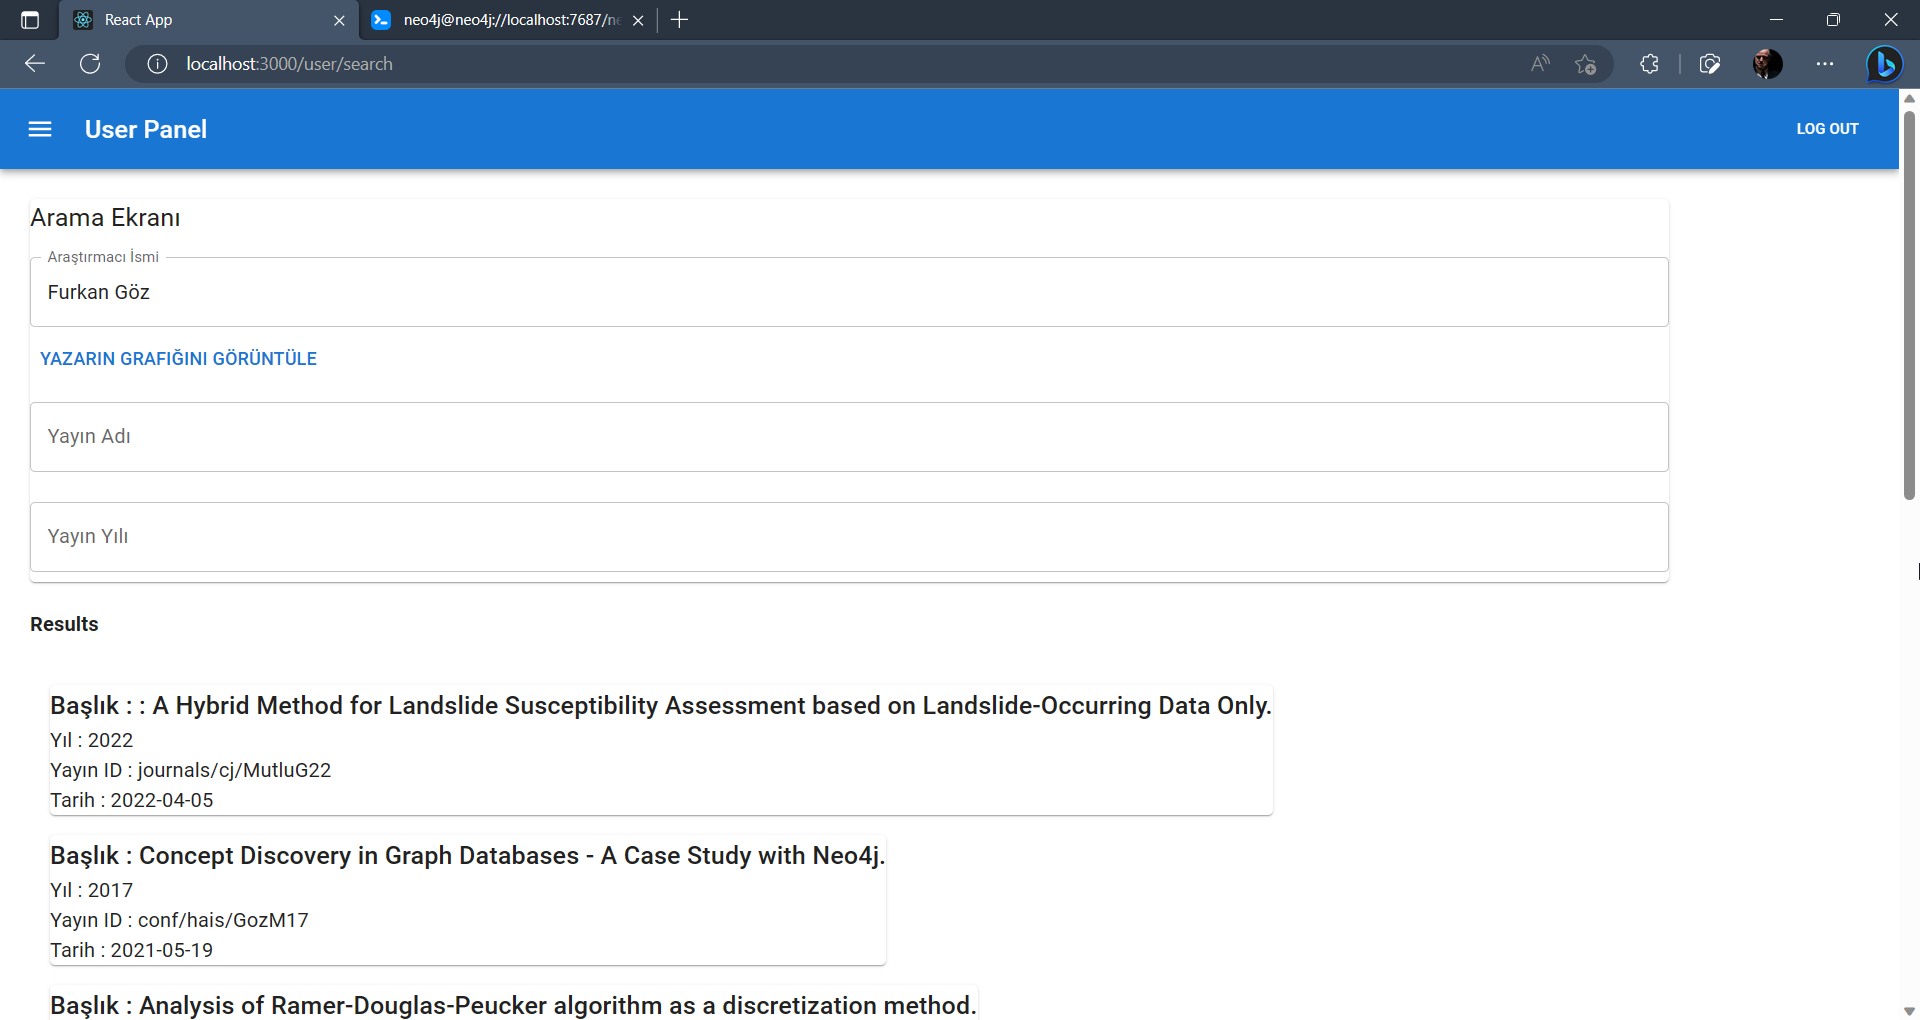 React App
neo4j@neo4j://localhost:7687/ne
localhost:3000/user/search
User Panel
LOG OUT
Arama Ekranı
Araştırmacı İsmi
Furkan Göz
YAZARIN GRAFIĞINI GÖRÜNTÜLE
Yayın Adı
Yayın Yılı
Results
Başlık : : A Hybrid Method for Landslide Susceptibility Assessment based on Landslide-Occurring Data Only.
Yıl : 2022
Yayın ID : journals/cj/MutluG22
Tarih : 2022-04-05
Başlık : Concept Discovery in Graph Databases - A Case Study with Neo4j.
Yıl : 2017
Yayın ID : conf/hais/GozM17
Tarih : 2021-05-19
Başlık : Analysis of Ramer-Douglas-Peucker algorithm as a discretization method.